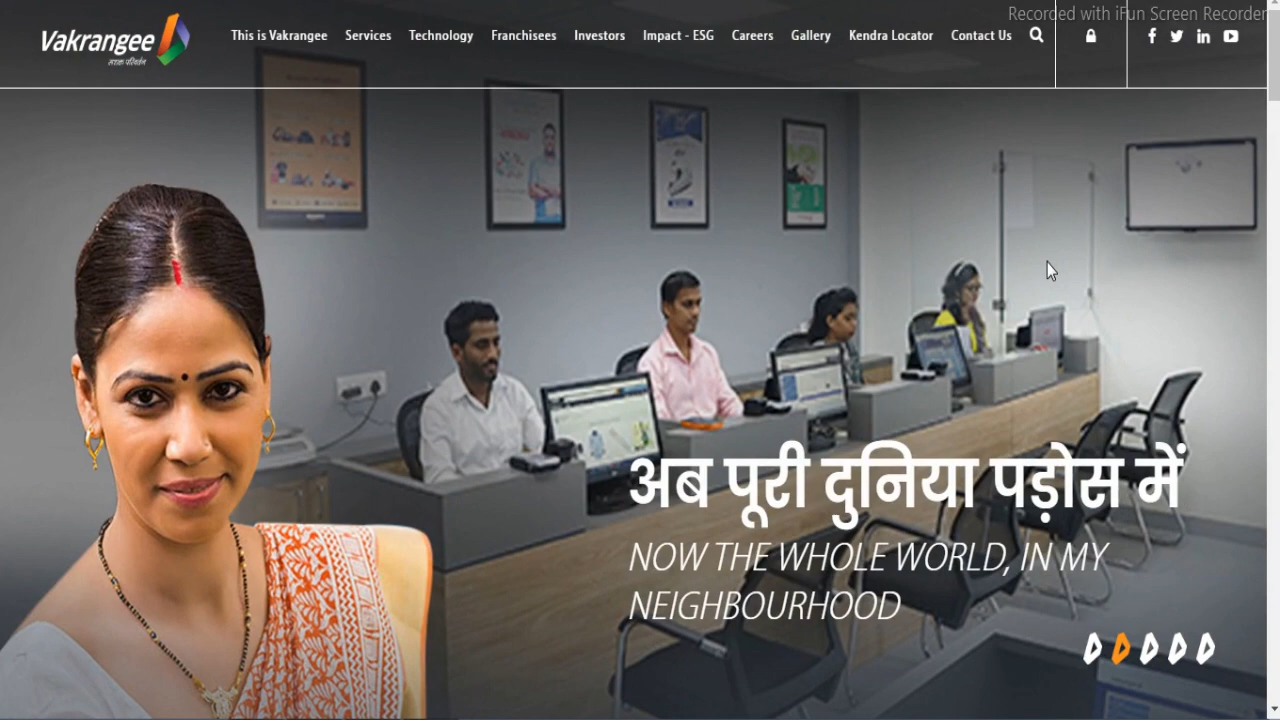 Recorded with iFun Screen Recorder
Vakrangee
This is Vakrangee Services Technology Franchisees Investors Impact - ESG Careers Gallery Kendra Locator Contact Us
अब पूरी दुनिया पड़ोस में
NOW THE WHOLE WORLD, IN MY
NEIGHBOURHOOD